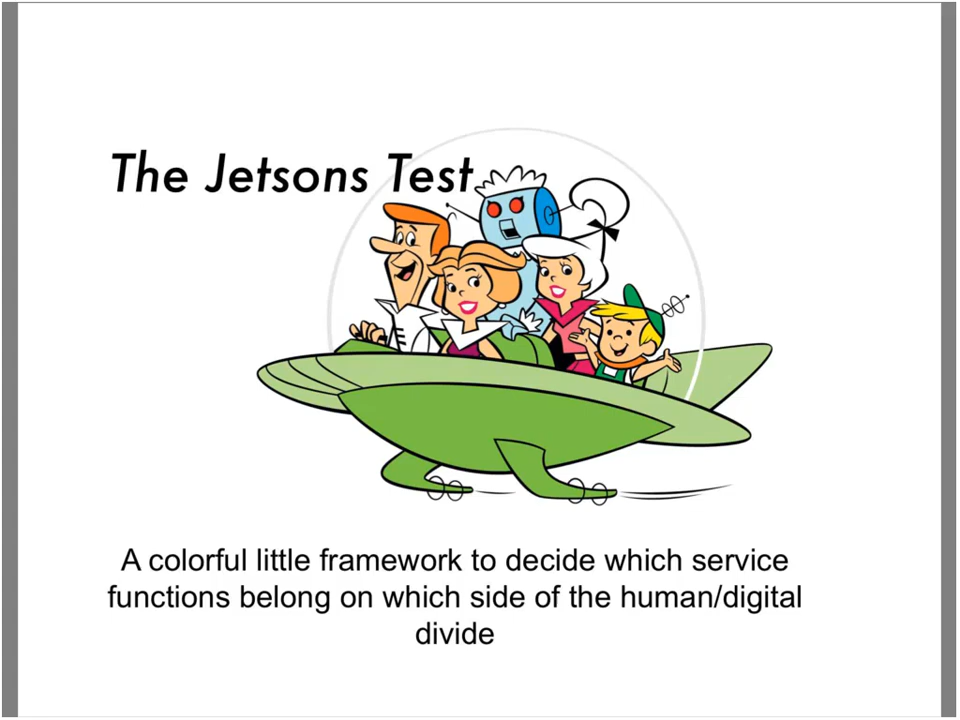 The Jetsons Test
A colorful little framework to decide which service
functions belong on which side of the human/digital
divide